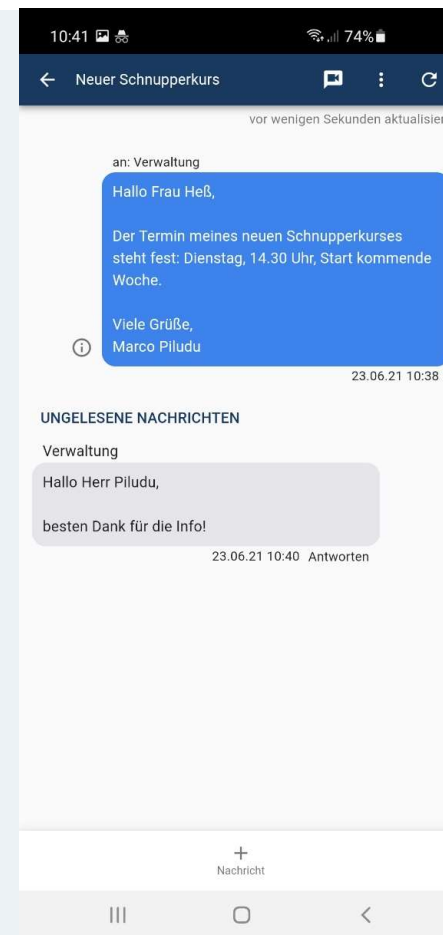 10:41 74%
Neuer Schnupperkurs
vor wenigen Sekunden aktualisier
an: Verwaltung
Hallo Frau Heß,
Der Termin meines neuen Schnupperkurses
steht fest: Dienstag, 14.30 Uhr, Start kommende
Woche.
Viele Grüße,
Marco Piludu
23.06.21 10:38
UNGELESENE NACHRICHTEN
Verwaltung
Hallo Herr Piludu,
besten Dank für die Info!
23.06.21 10:40 Antworten
Nachricht